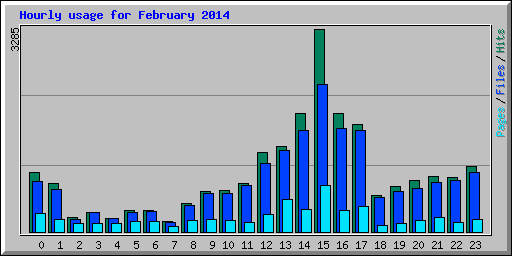 Hourly usage for February 2014
3285
Pages/Files/Hits
0 1 2 3 4 5 6 7 8 9 10 11 12 13 14 15 16 17 18 19 20 21 22 23